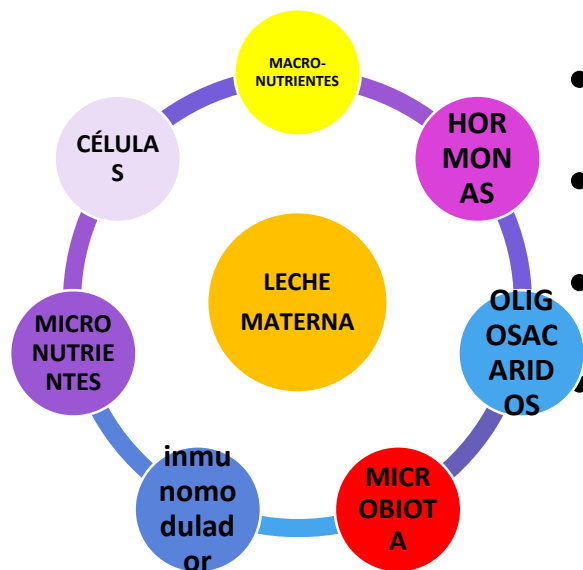 MACRO-
NUTRIENTES
HOR
MON
AS
OLIG
OSAC
ARID
OS
MICR
OBIOT
A
inmu
nomo
dulad
or
MICRO
NUTRIE
NTES
CÉLULA
S
LECHE
MATERNA